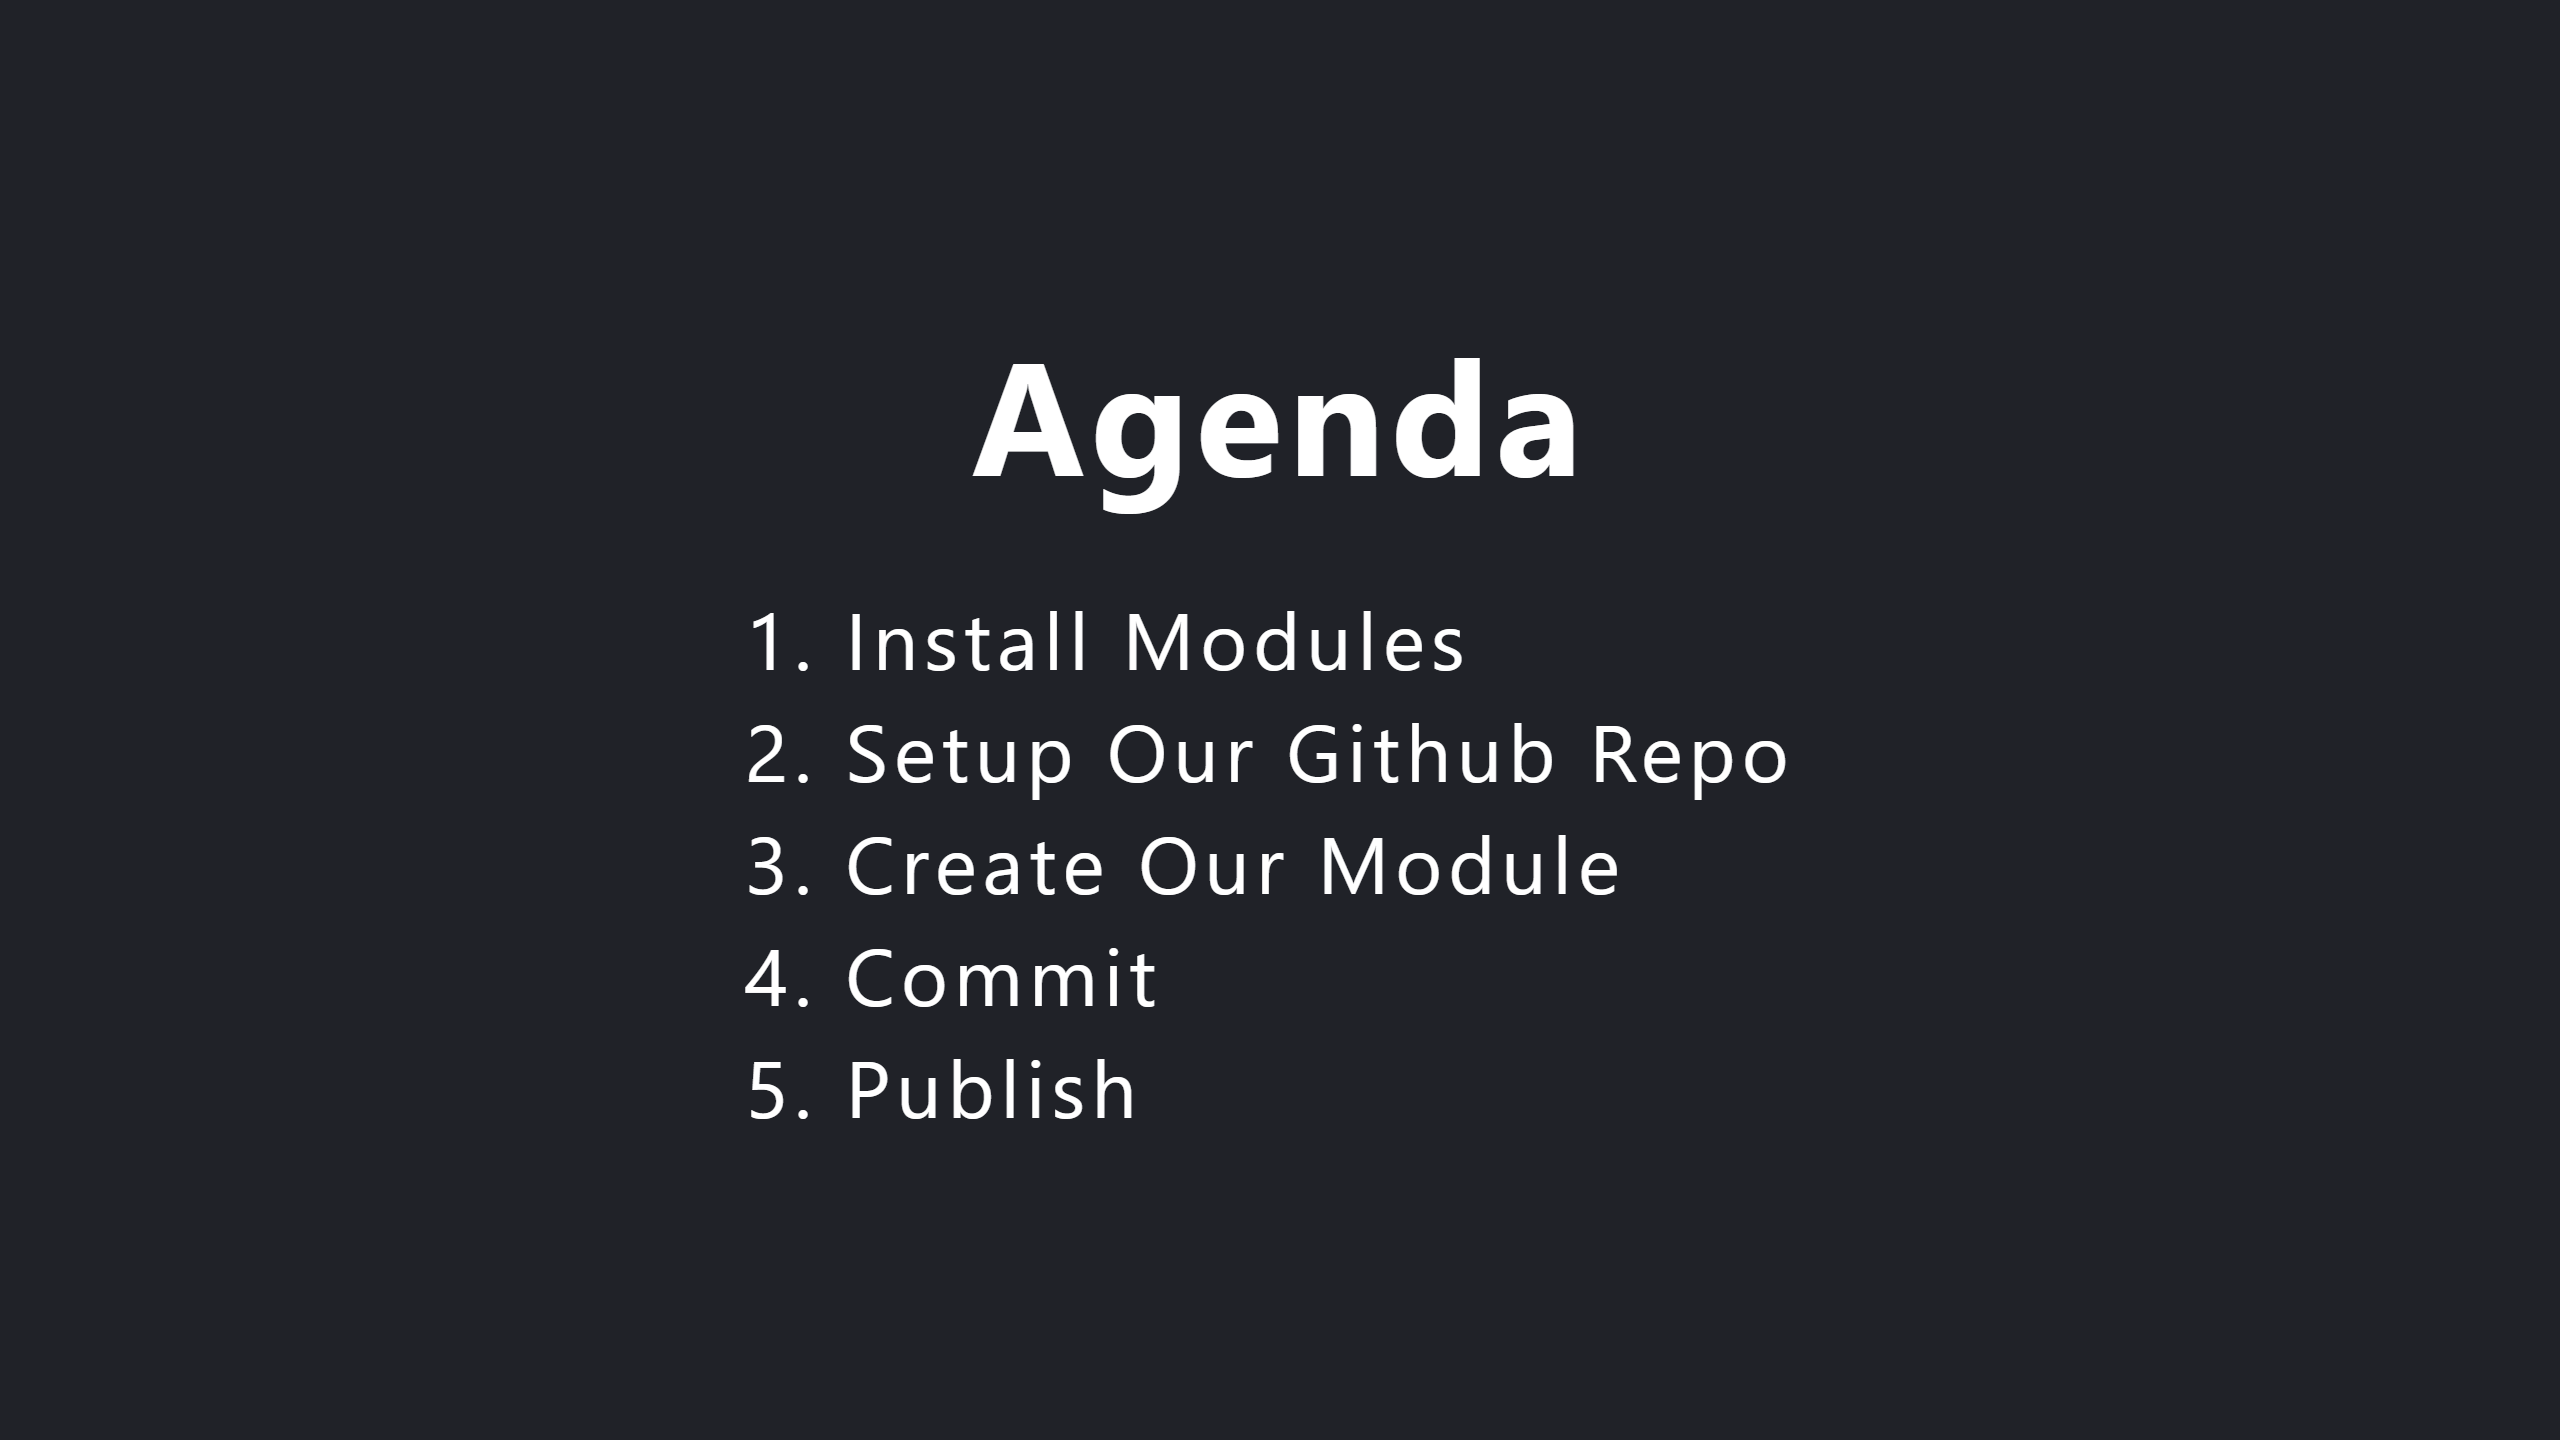 Agenda
1. Install Modules
2. Setup Our Github Repo
3. Create Our Module
4. Commit
5. Publish